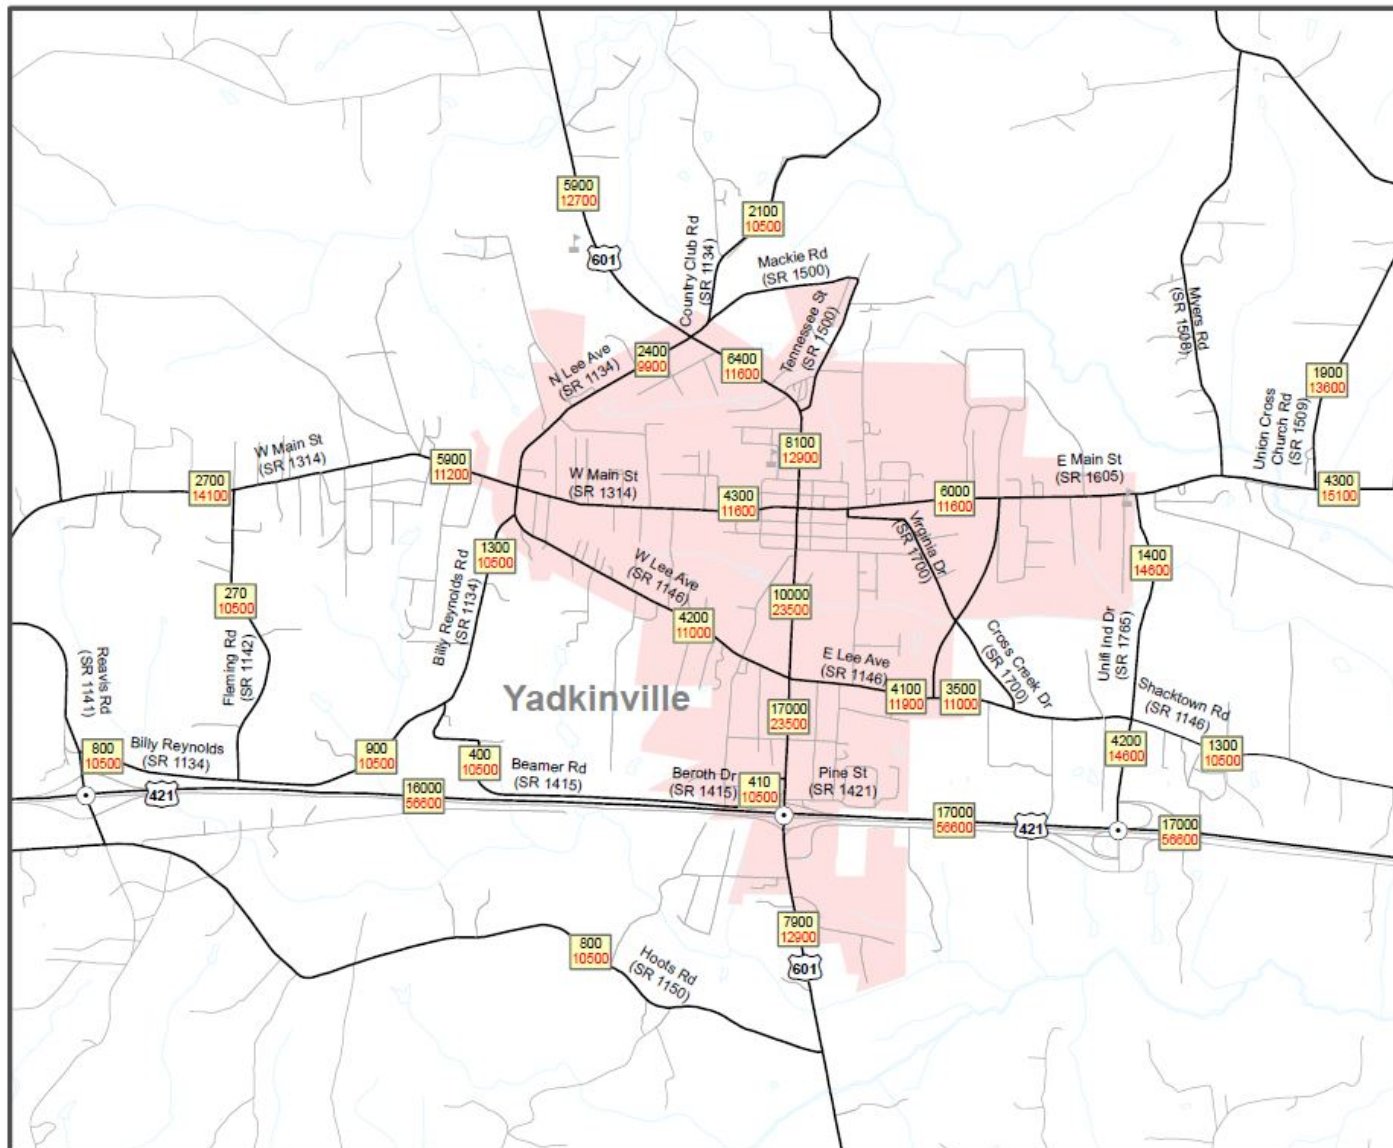 5900
12700
601
2100
10500
Country Club Rd
(SR 1134)
Mackie Rd
(SR 1500)
Tennessee St
(SR 1500)
Myers Rd
(SR 1508)
N Lee Ave
(SR 1134)
2400
9900
6400
11600
1900
13600
Union Cross
Church Rd
(SR 1509)
W Main St
(SR 1314)
5900
11200
8100
12900
2700
14100
W Main St
(SR 1314)
4300
11600
6000
11600
E Main St
(SR 1605)
4300
15100
Virginia Dr
(SR 1700)
1300
10500
Billy Reynolds Rd
(SR 1134)
W Lee Ave
(SR 1146)
1400
14600
270
10500
Fleming Rd
(SR 1142)
4200
11000
10000
23500
Reavis Rd
(SR 1141)
E Lee Ave
(SR 1146)
Cross Creek Dr
(SR 1700)
Unifi Ind Dr
(SR 1765)
Yadkinville
4100
11900
3500
11000
Shacktown Rd
(SR 1146)
17000
23500
800
10500
Billy Reynolds
(SR 1134)
900
10500
400
10500
Beamer Rd
(SR 1415)
Beroth Dr
(SR 1415)
410
10500
Pine St
(SR 1421)
4200
14600
1300
10500
421
16000
56600
17000
56600
421
17000
56600
7900
12900
601
800
10500
Hoots Rd
(SR 1150)